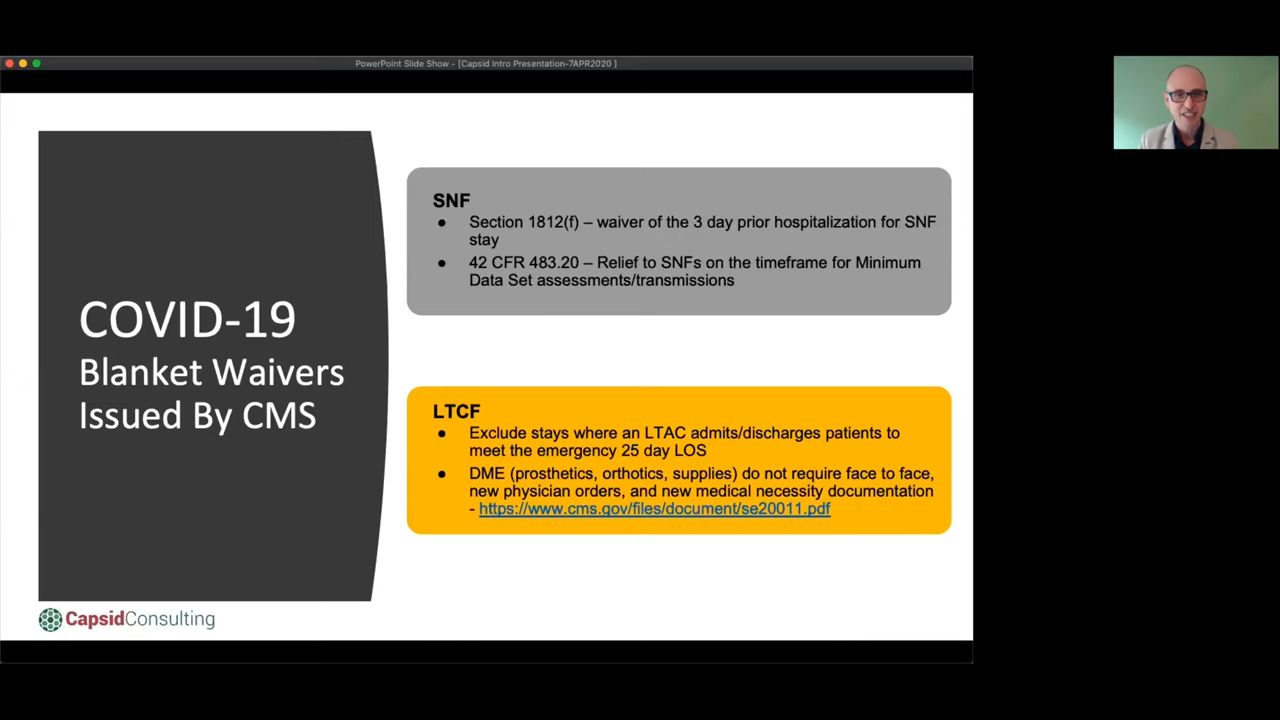 PowerPoint Slide Show - [Capsid Intro Presentation-7APR2020 ]
COVID-19
Blanket Waivers
Issued By CMS
SNF
● Section 1812(f) – waiver of the 3 day prior hospitalization for SNF
stay
● 42 CFR 483.20 – Relief to SNFs on the timeframe for Minimum
Data Set assessments/transmissions
LTCF
● Exclude stays where an LTAC admits/discharges patients to
meet the emergency 25 day LOS
● DME (prosthetics, orthotics, supplies) do not require face to face,
new physician orders, and new medical necessity documentation
- https://www.cms.gov/files/document/se20011.pdf
CapsidConsulting